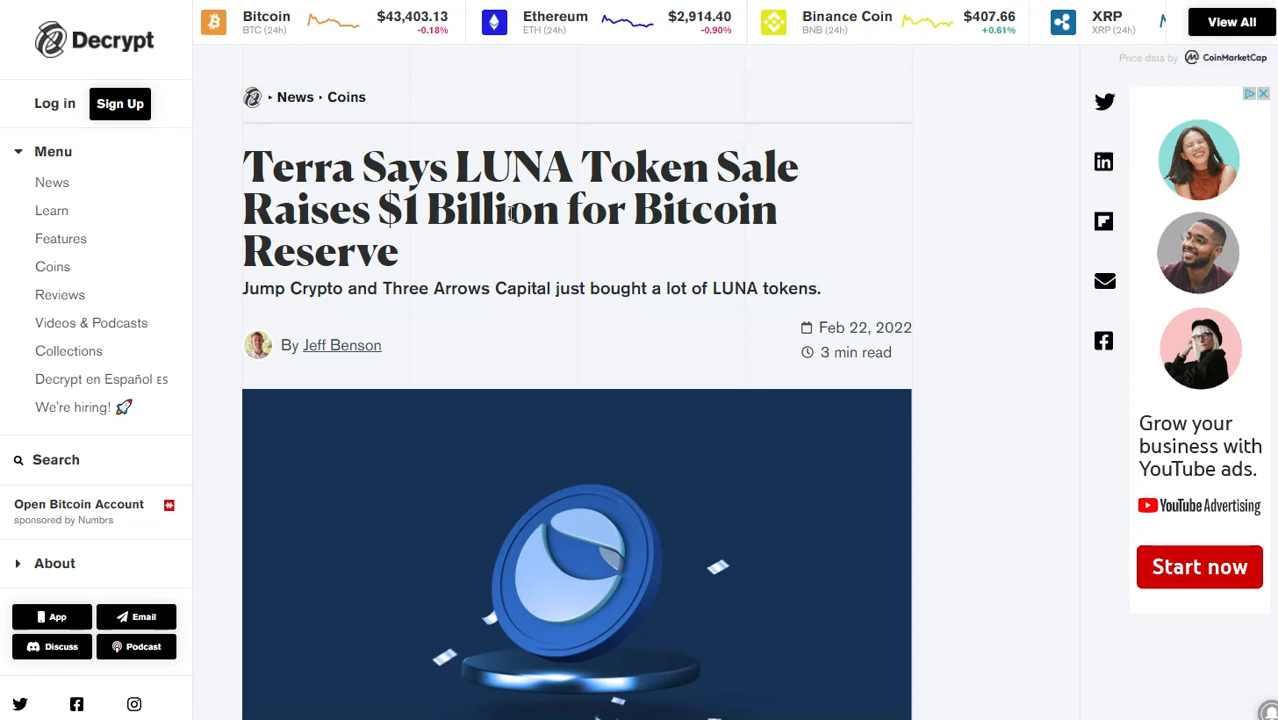 Decrypt
Bitcoin
BTC (24h)
$43,403.13
-0.18%
Ethereum
ETH (24h)
$2,914.40
-0.90%
Binance Coin
BNB (24h)
$407.66
+0.61%
XRP
XRP (24h)
View All
Price data by CoinMarketCap
Log in
Sign Up
Menu
News
Learn
Features
Coins
Reviews
Videos & Podcasts
Collections
Decrypt en Español ES
We're hiring! 🚀
Search
Open Bitcoin Account
sponsored by Numbrs
About
App
Email
Discuss
Podcast
News
Coins
Terra Says LUNA Token Sale
Raises $1 Billion for Bitcoin
Reserve
Jump Crypto and Three Arrows Capital just bought a lot of LUNA tokens.
By Jeff Benson
Feb 22, 2022
3 min read
Grow your
business with
YouTube ads.
YouTube Advertising
Start now